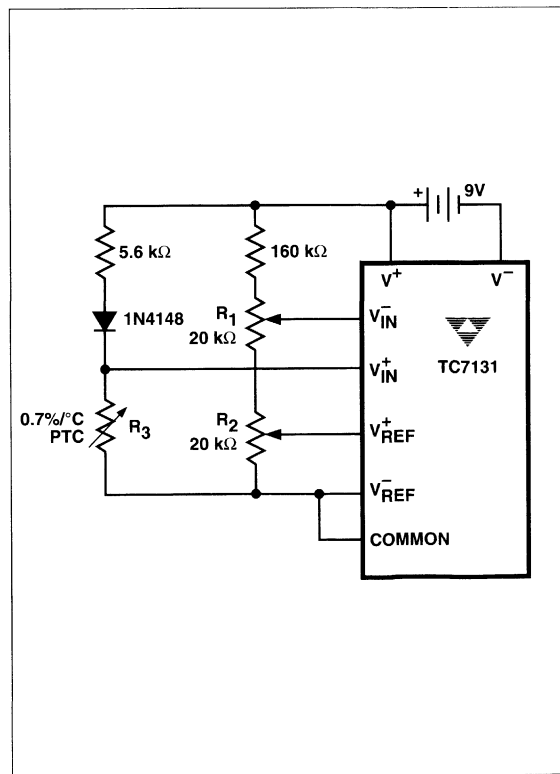 + 9V
5.6 kΩ
160 kΩ
V+ V−
1N4148
R1
20 kΩ
V−IN
TC7131
V+IN
0.7%/°C
PTC
R3
R2
20 kΩ
V+REF
V−REF
COMMON